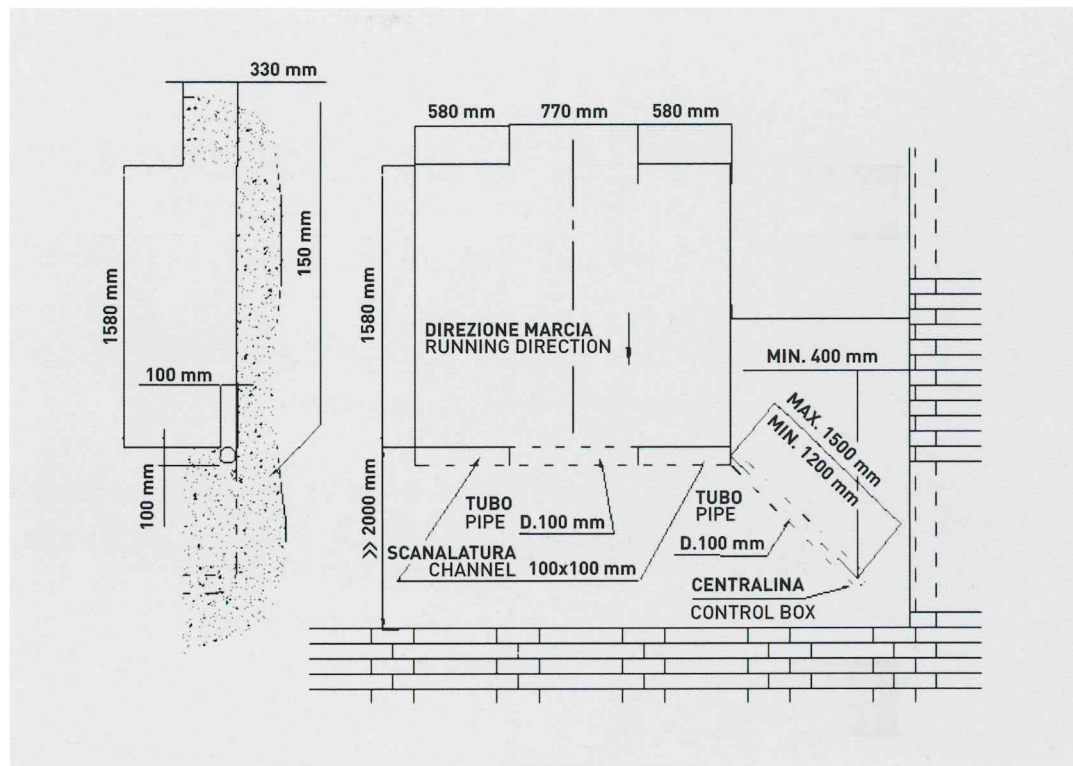 330 mm
580 mm
770 mm
580 mm
150 mm
1580 mm
1580 mm
DIREZIONE MARCIA
RUNNING DIRECTION
MIN. 400 mm
100 mm
MAX. 1500 mm
MIN. 1200 mm
100 mm
>> 2000 mm
TUBO
PIPE
D.100 mm
TUBO
PIPE
D.100 mm
SCANALATURA
CHANNEL
100x100 mm
CENTRALINA
CONTROL BOX